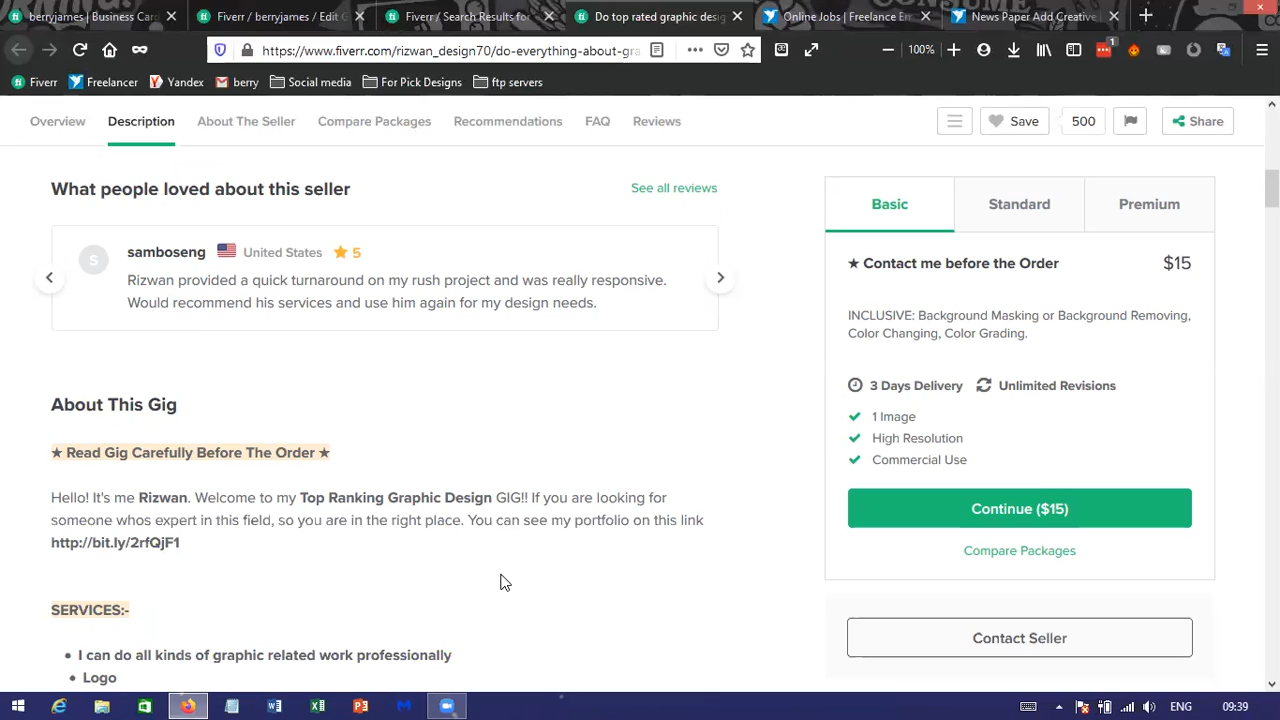 berryjames | Business Card
Fiverr / berryjames / Edit G
Fiverr / Search Results for
Do top rated graphic desig
Online Jobs | Freelance Em
News Paper Add Creative |
https://www.fiverr.com/rizwan_design70/do-everything-about-gra
100%
1
Fiverr
Freelancer
Yandex
berry
Social media
For Pick Designs
ftp servers
Overview
Description
About The Seller
Compare Packages
Recommendations
FAQ
Reviews
Save
500
Share
What people loved about this seller
See all reviews
S
samboseng United States 5
Rizwan provided a quick turnaround on my rush project and was really responsive.
Would recommend his services and use him again for my design needs.
About This Gig
★ Read Gig Carefully Before The Order ★
Hello! It's me Rizwan. Welcome to my Top Ranking Graphic Design GIG!! If you are looking for
someone whos expert in this field, so you are in the right place. You can see my portfolio on this link
http://bit.ly/2rfQjF1
SERVICES:-
• I can do all kinds of graphic related work professionally
• Logo
Basic
Standard
Premium
★ Contact me before the Order $15
INCLUSIVE: Background Masking or Background Removing,
Color Changing, Color Grading.
3 Days Delivery Unlimited Revisions
1 Image
High Resolution
Commercial Use
Continue ($15)
Compare Packages
Contact Seller
ENG
09:39